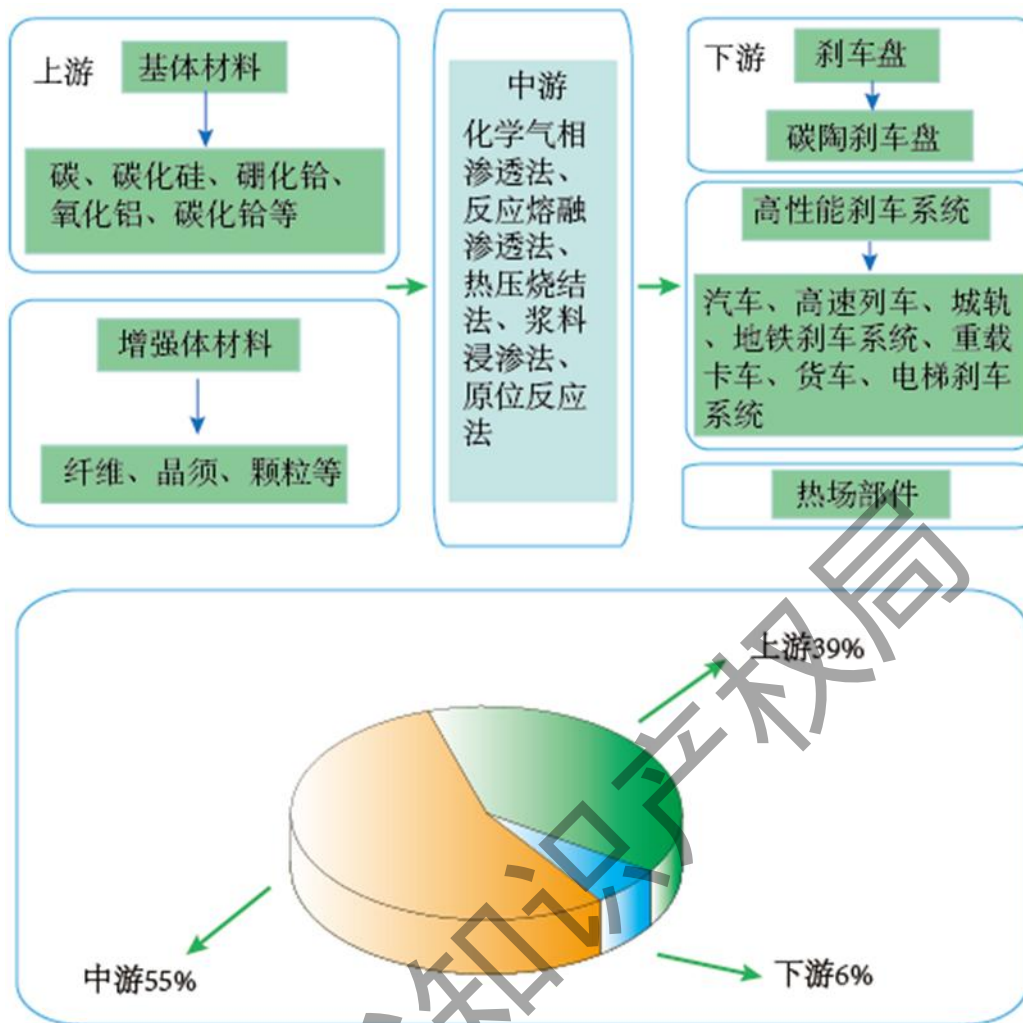 上游
基体材料
碳、碳化硅、硼化铪、
氧化铝、碳化铪等
增强体材料
纤维、晶须、颗粒等
中游
化学气相
渗透法、
反应熔融
渗透法、
热压烧结
法、浆料
浸渗法、
原位反应
法
下游
刹车盘
碳陶刹车盘
高性能刹车系统
汽车、高速列车、城轨
、地铁刹车系统、重载
卡车、货车、电梯刹车
系统
热场部件
上游39%
中游55%
下游6%
知识产权局